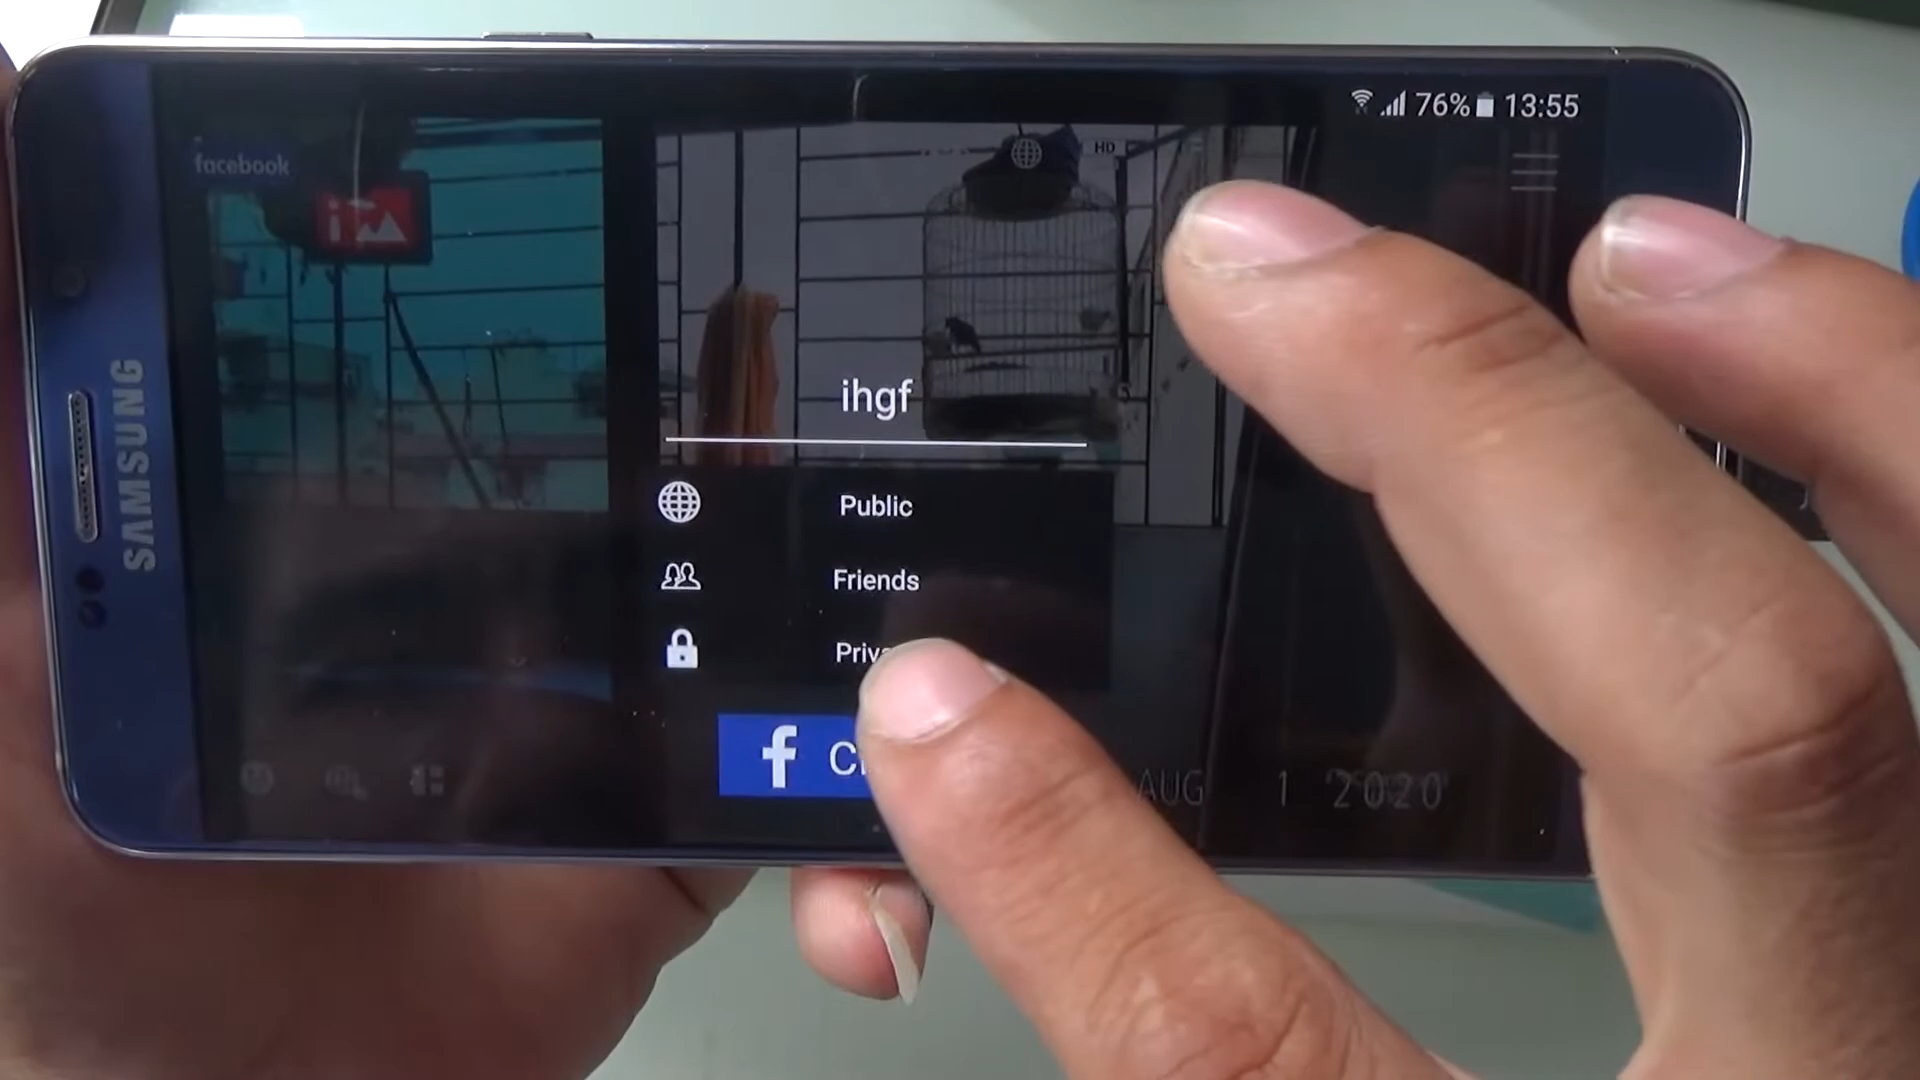 76% 13:55
facebook
HD
SAMSUNG
ihgf
Public
Friends
AUG 1 2020